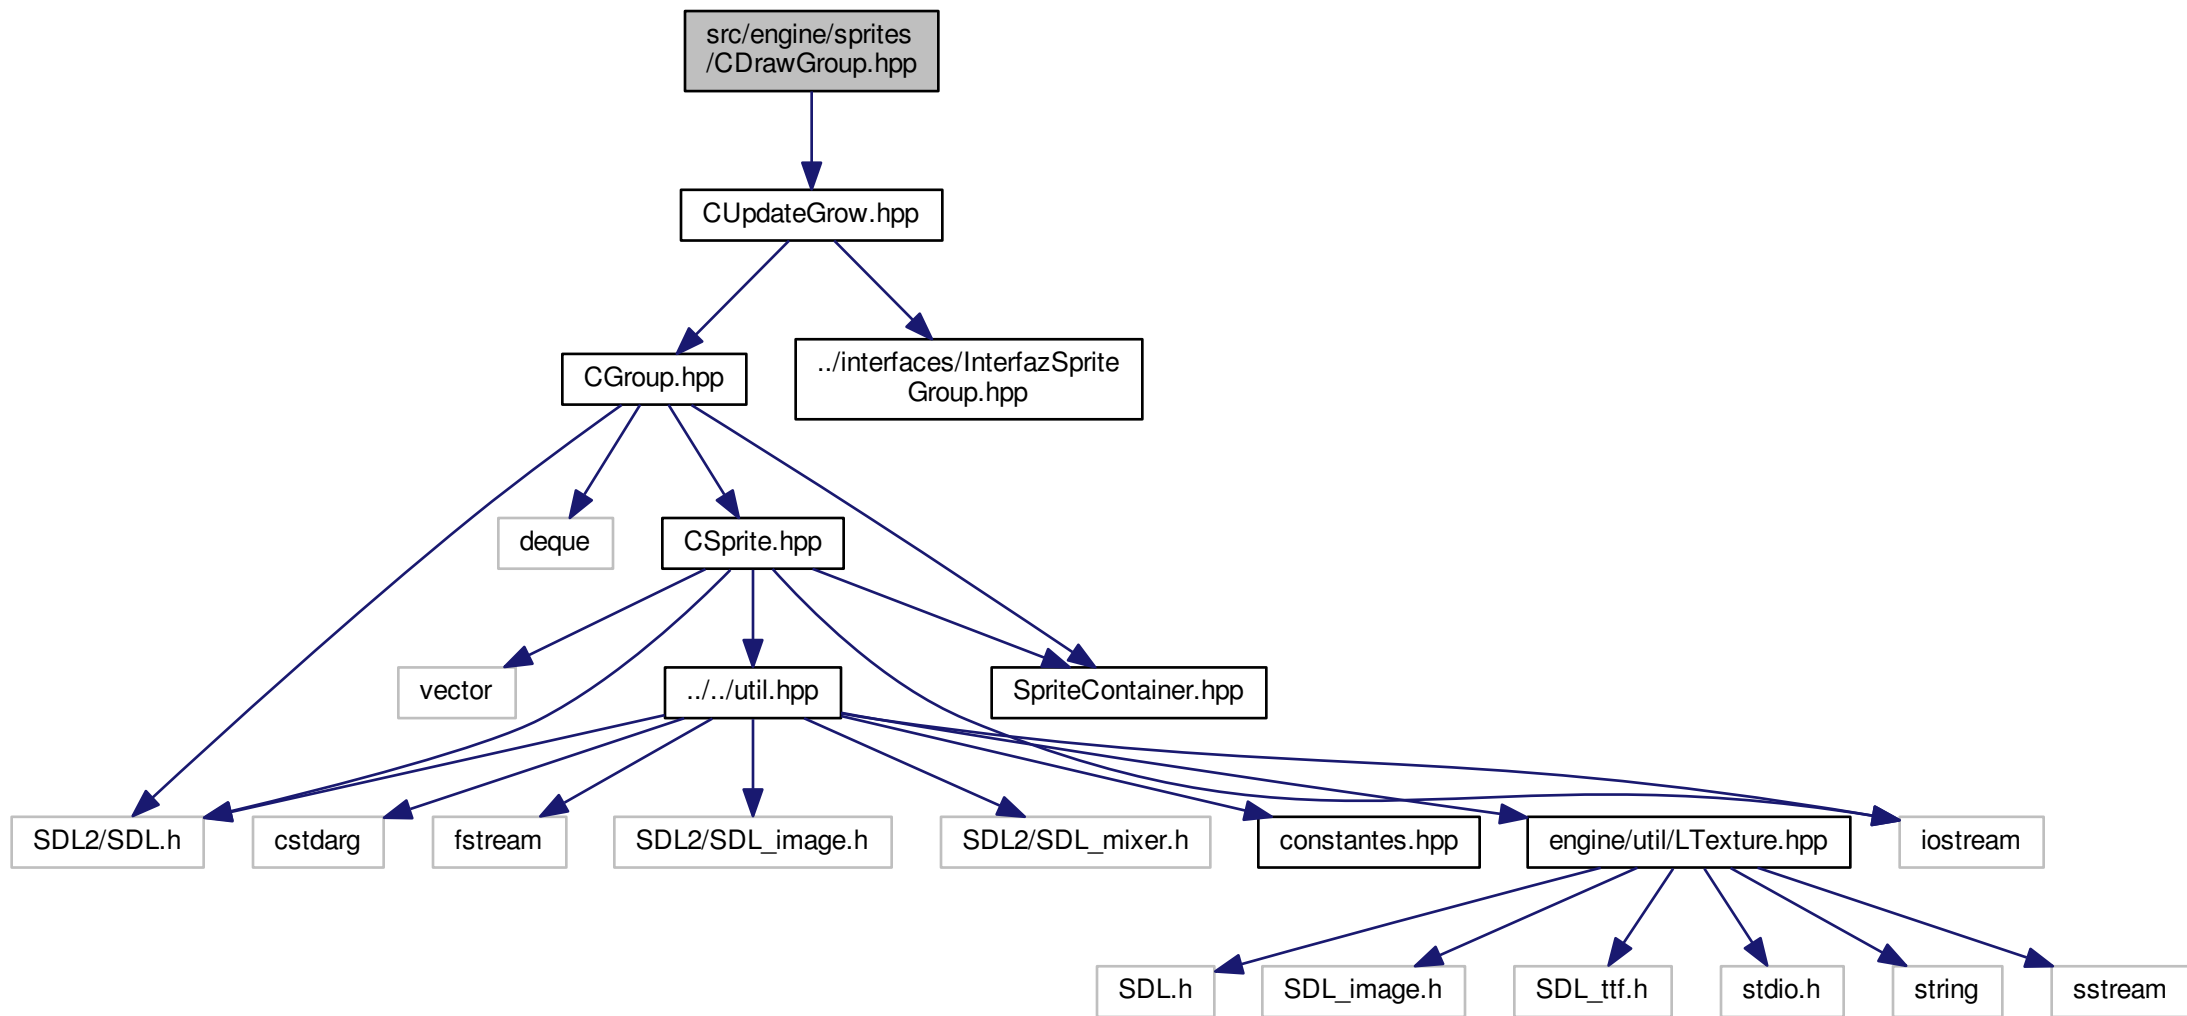 src/engine/sprites
/CDrawGroup.hpp
CUpdateGrow.hpp
CGroup.hpp
../interfaces/InterfazSprite
Group.hpp
deque
CSprite.hpp
vector
../../util.hpp
SpriteContainer.hpp
SDL2/SDL.h
cstdarg
fstream
SDL2/SDL_image.h
SDL2/SDL_mixer.h
constantes.hpp
engine/util/LTexture.hpp
iostream
SDL.h
SDL_image.h
SDL_ttf.h
stdio.h
string
sstream